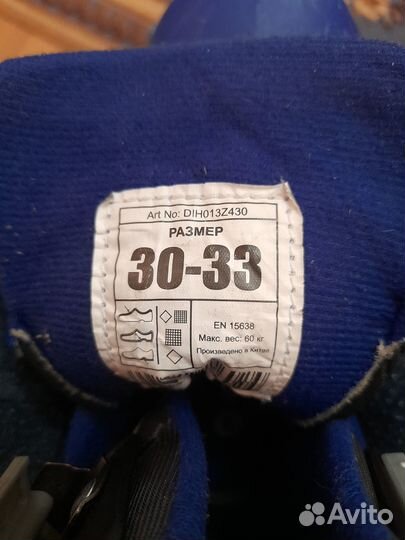 Art No: DIH013Z430
РАЗМЕР
30-33
EN 15638
Макс. вес: 60 кг
Произведено в Китае
Avito